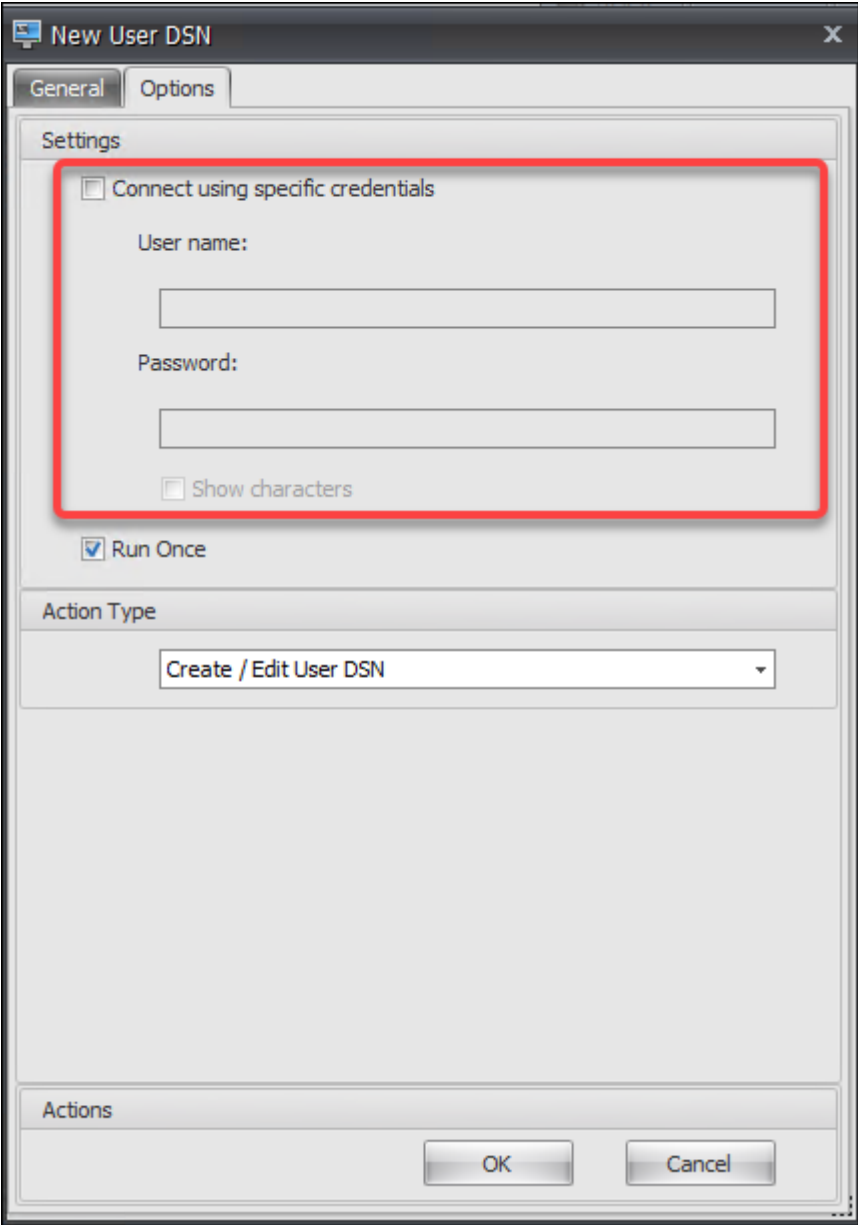 New User DSN
x
General
Options
Settings
Connect using specific credentials
User name:
Password:
Show characters
Run Once
Action Type
Create / Edit User DSN
Actions
OK
Cancel